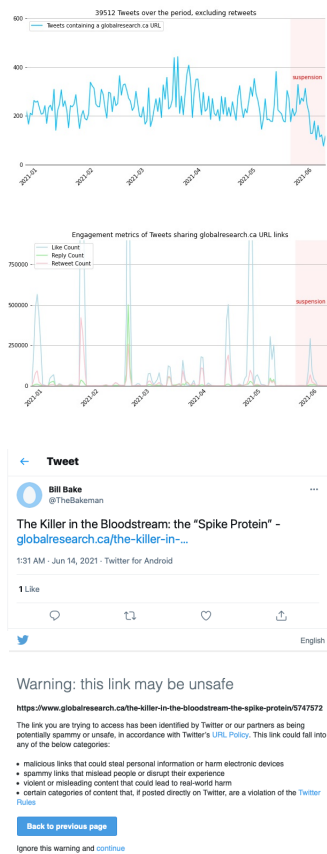 39512 Tweets over the period, excluding retweets
Tweets containing a globalresearch.ca URL
600
400
200
0
suspension
2021-01
2021-02
2021-03
2021-04
2021-05
2021-06
Engagement metrics of Tweets sharing globalresearch.ca URL links
Like Count
Reply Count
Retweet Count
750000
500000
250000
0
suspension
2021-01
2021-02
2021-03
2021-04
2021-05
2021-06
← Tweet
Bill Bake
@TheBakeman
The Killer in the Bloodstream: the “Spike Protein” -
globalresearch.ca/the-killer-in-...
1:31 AM · Jun 14, 2021 · Twitter for Android
1 Like
English
Warning: this link may be unsafe
https://www.globalresearch.ca/the-killer-in-the-bloodstream-the-spike-protein/5747572
The link you are trying to access has been identified by Twitter or our partners as being
potentially spammy or unsafe, in accordance with Twitter's URL Policy. This link could fall into
any of the below categories:
• malicious links that could steal personal information or harm electronic devices
• spammy links that mislead people or disrupt their experience
• violent or misleading content that could lead to real-world harm
• certain categories of content that, if posted directly on Twitter, are a violation of the Twitter
Rules
Back to previous page
Ignore this warning and continue